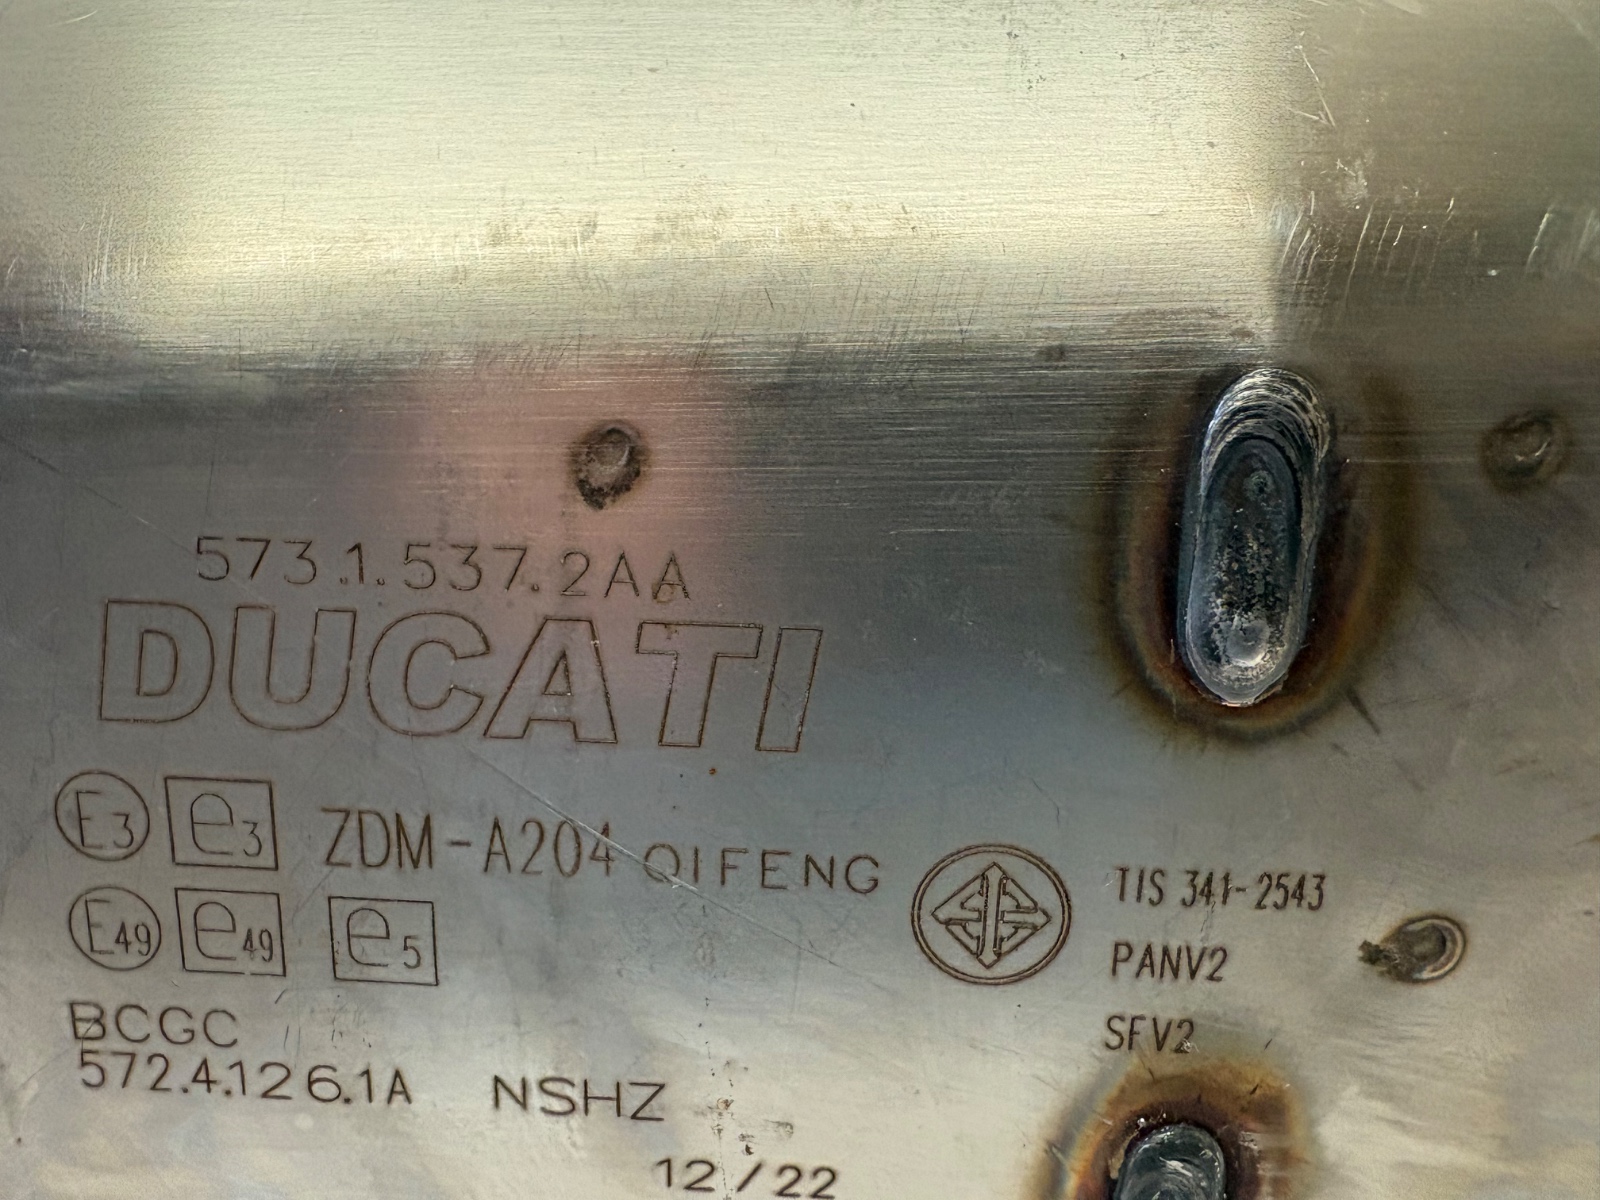 573.1.537.2AA
DUCATI
E3 e3 ZDM-A204 QIFENG
E49 e49 e5
TIS 341-2543
PANV2
SFV2
BCGC
572.4.126.1A NSHZ
12/22